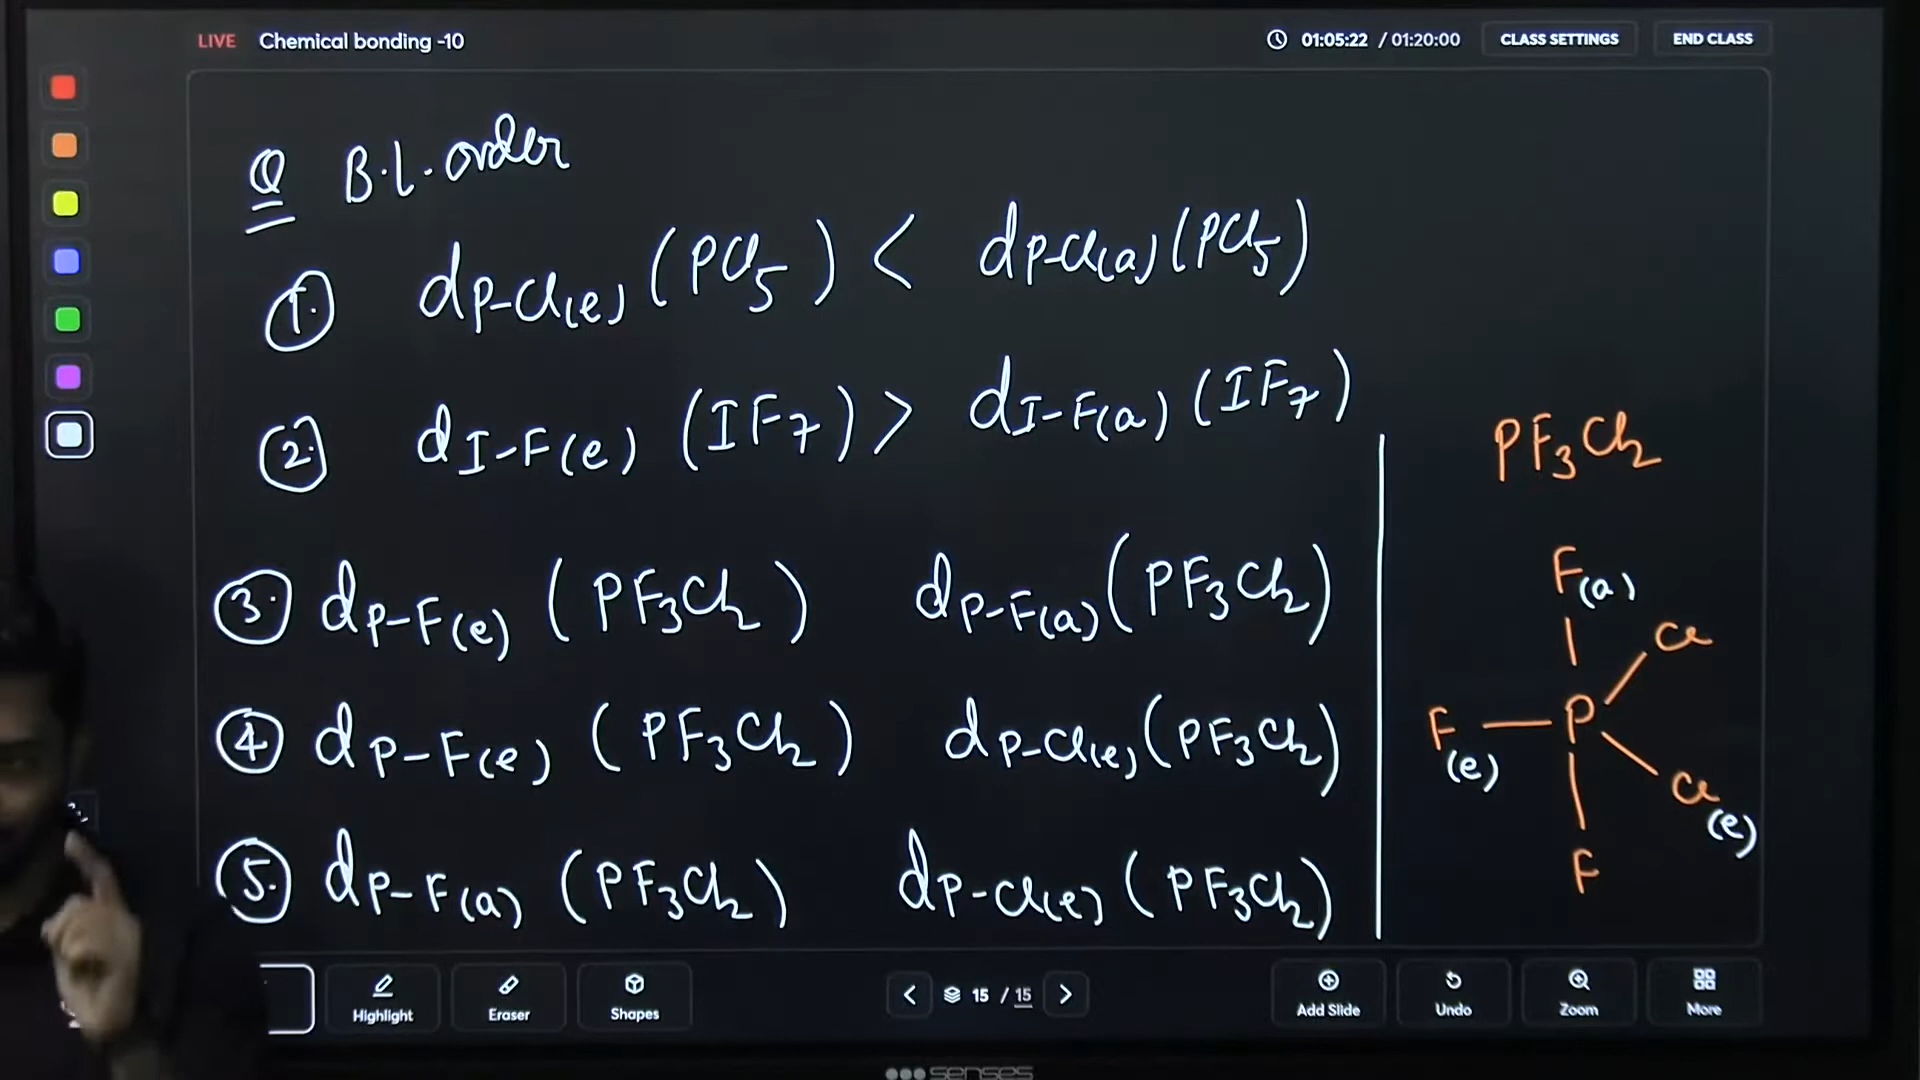 LIVE Chemical bonding -10 01:05:22 / 01:20:00 CLASS SETTINGS END CLASS
Q B.L. order
1. dP-Cl(e) (PCl5) < dP-Cl(a) (PCl5)
2. dI-F(e) (IF7) > dI-F(a) (IF7)
3. dP-F(e) (PF3Cl2) dP-F(a) (PF3Cl2)
4. dP-F(e) (PF3Cl2) dP-Cl(e) (PF3Cl2)
5. dP-F(a) (PF3Cl2) dP-Cl(e) (PF3Cl2)
PF3Cl2
F(a)
Cl
F P
(e)
Cl
(e)
F
Highlight Eraser Shapes 15 / 15 Add Slide Undo Zoom More
senses